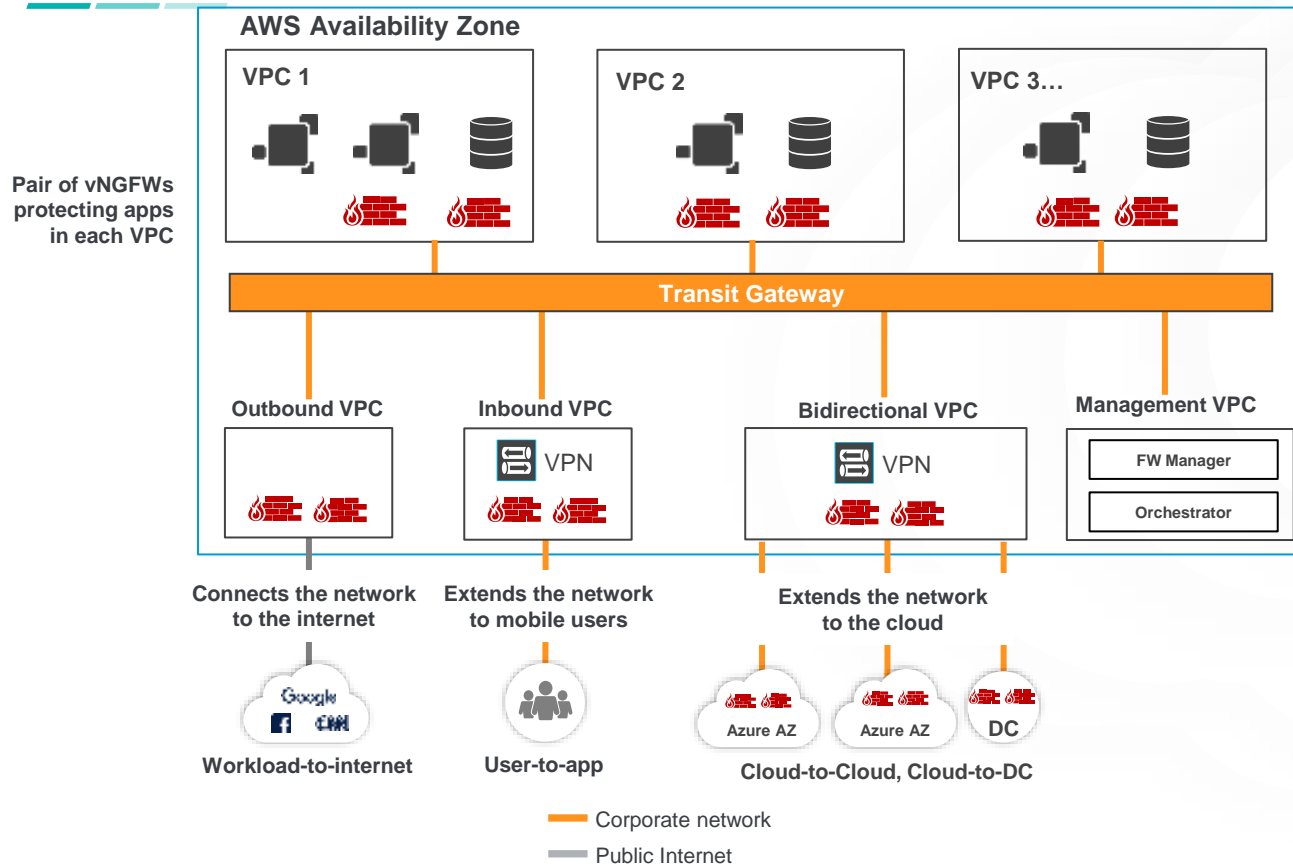 AWS Availability Zone
VPC 1
VPC 2
VPC 3...
Pair of vNGFWs
protecting apps
in each VPC
Transit Gateway
Outbound VPC
Inbound VPC
Bidirectional VPC
Management VPC
VPN
VPN
FW Manager
Orchestrator
Connects the network
to the internet
Extends the network
to mobile users
Extends the network
to the cloud
Google
f
CNN
Azure AZ
Azure AZ
DC
Workload-to-internet
User-to-app
Cloud-to-Cloud, Cloud-to-DC
Corporate network
Public Internet